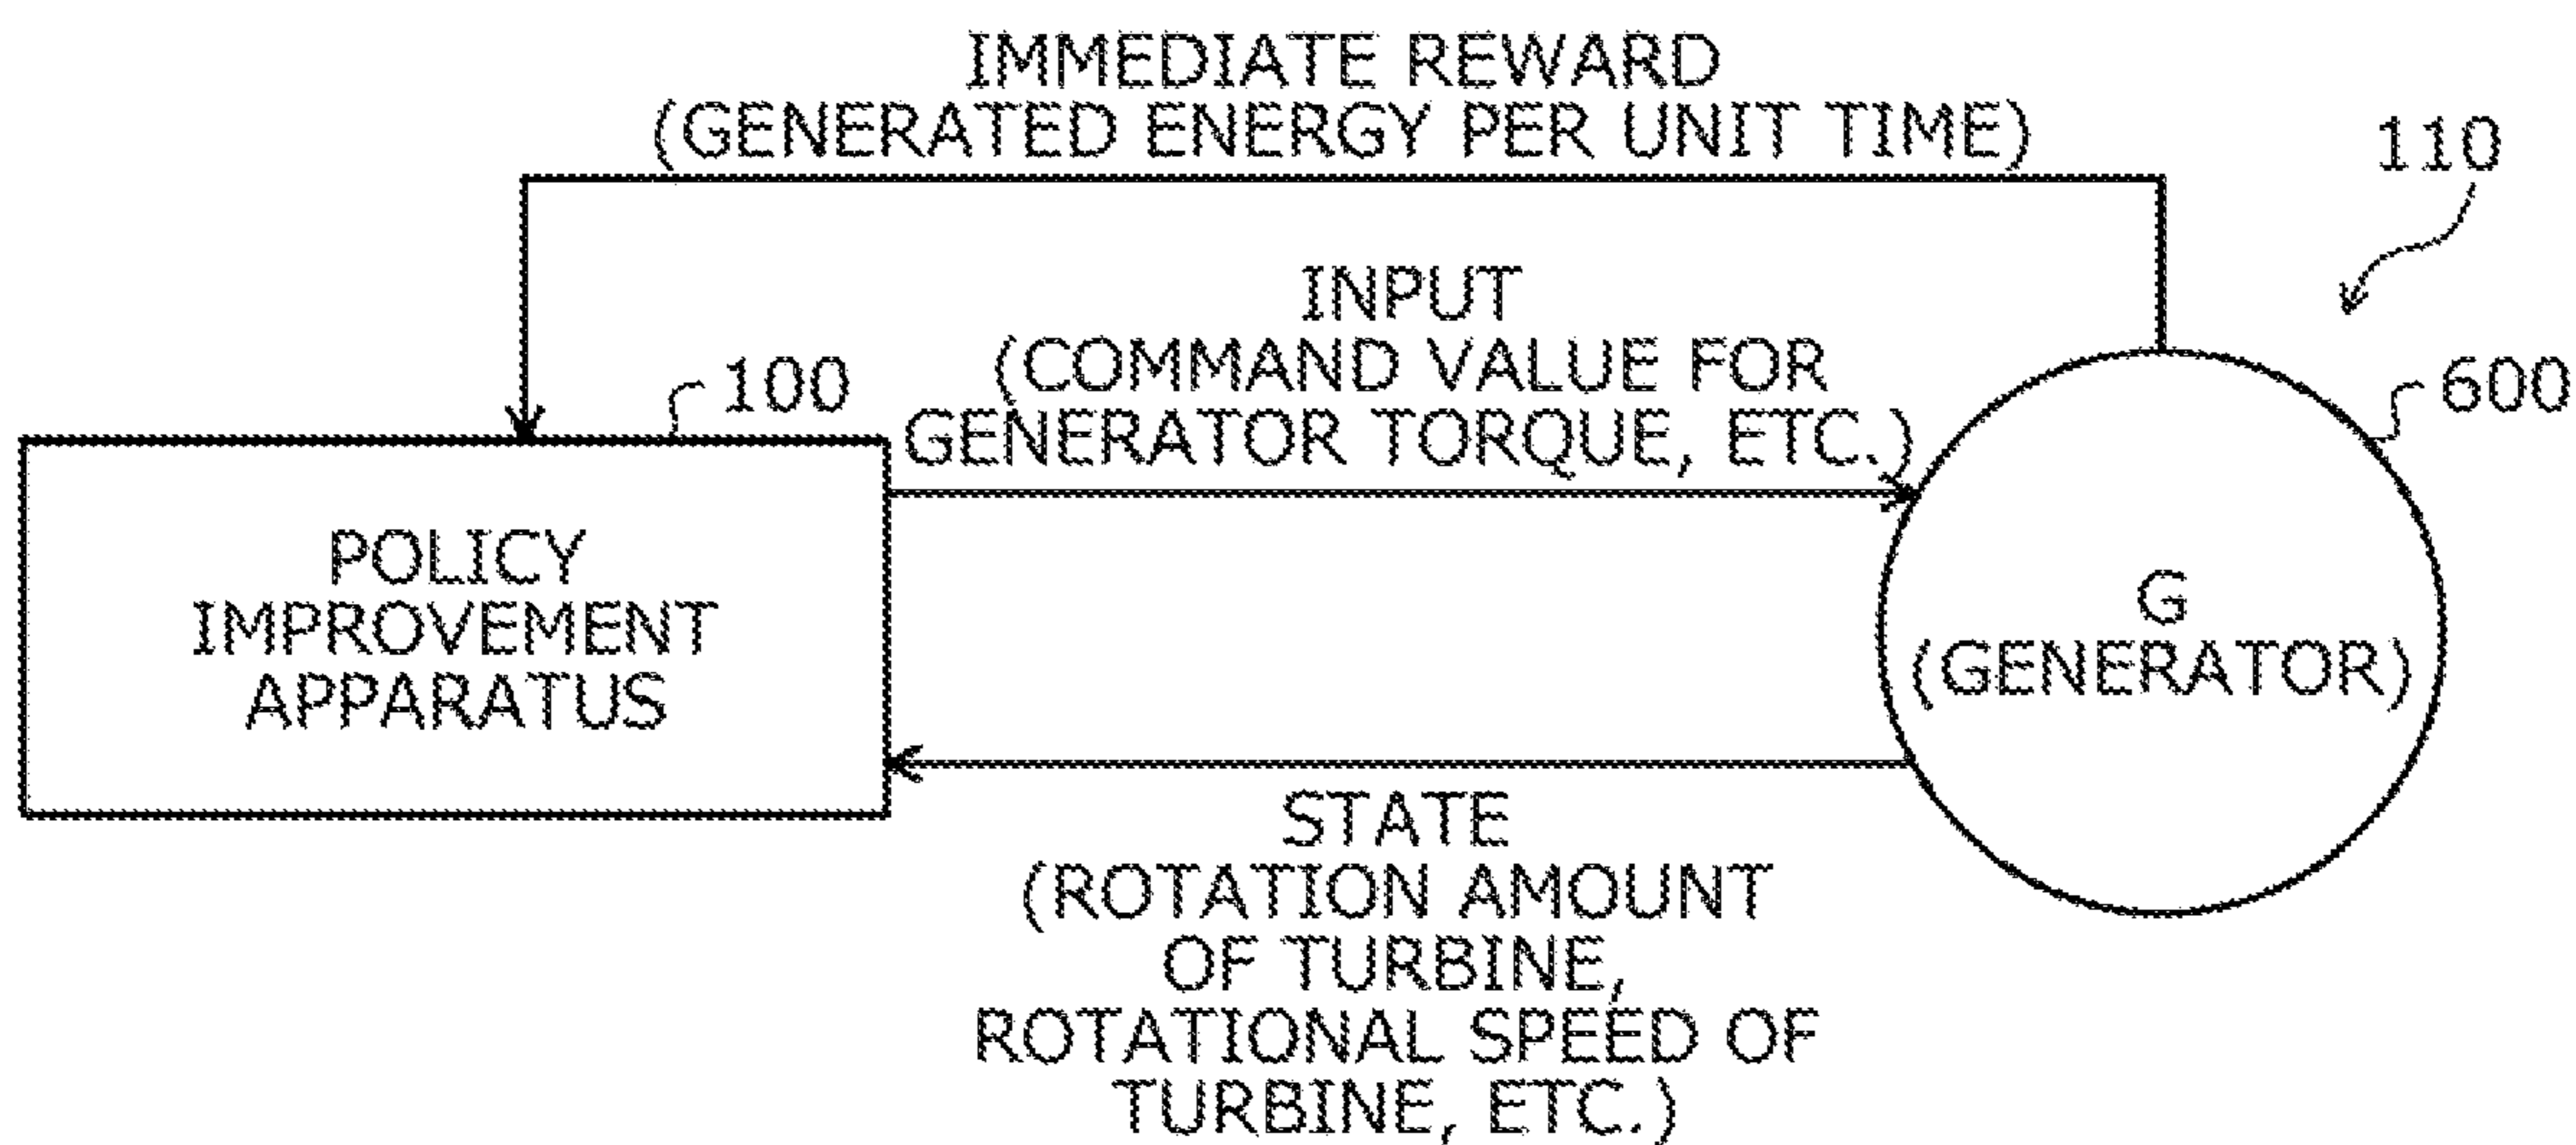 IMMEDIATE REWARD
(GENERATED ENERGY PER UNIT TIME)
110
INPUT
(COMMAND VALUE FOR
GENERATOR TORQUE, ETC.)
100
600
POLICY
IMPROVEMENT
APPARATUS
G
(GENERATOR)
STATE
(ROTATION AMOUNT
OF TURBINE,
ROTATIONAL SPEED OF
TURBINE, ETC.)